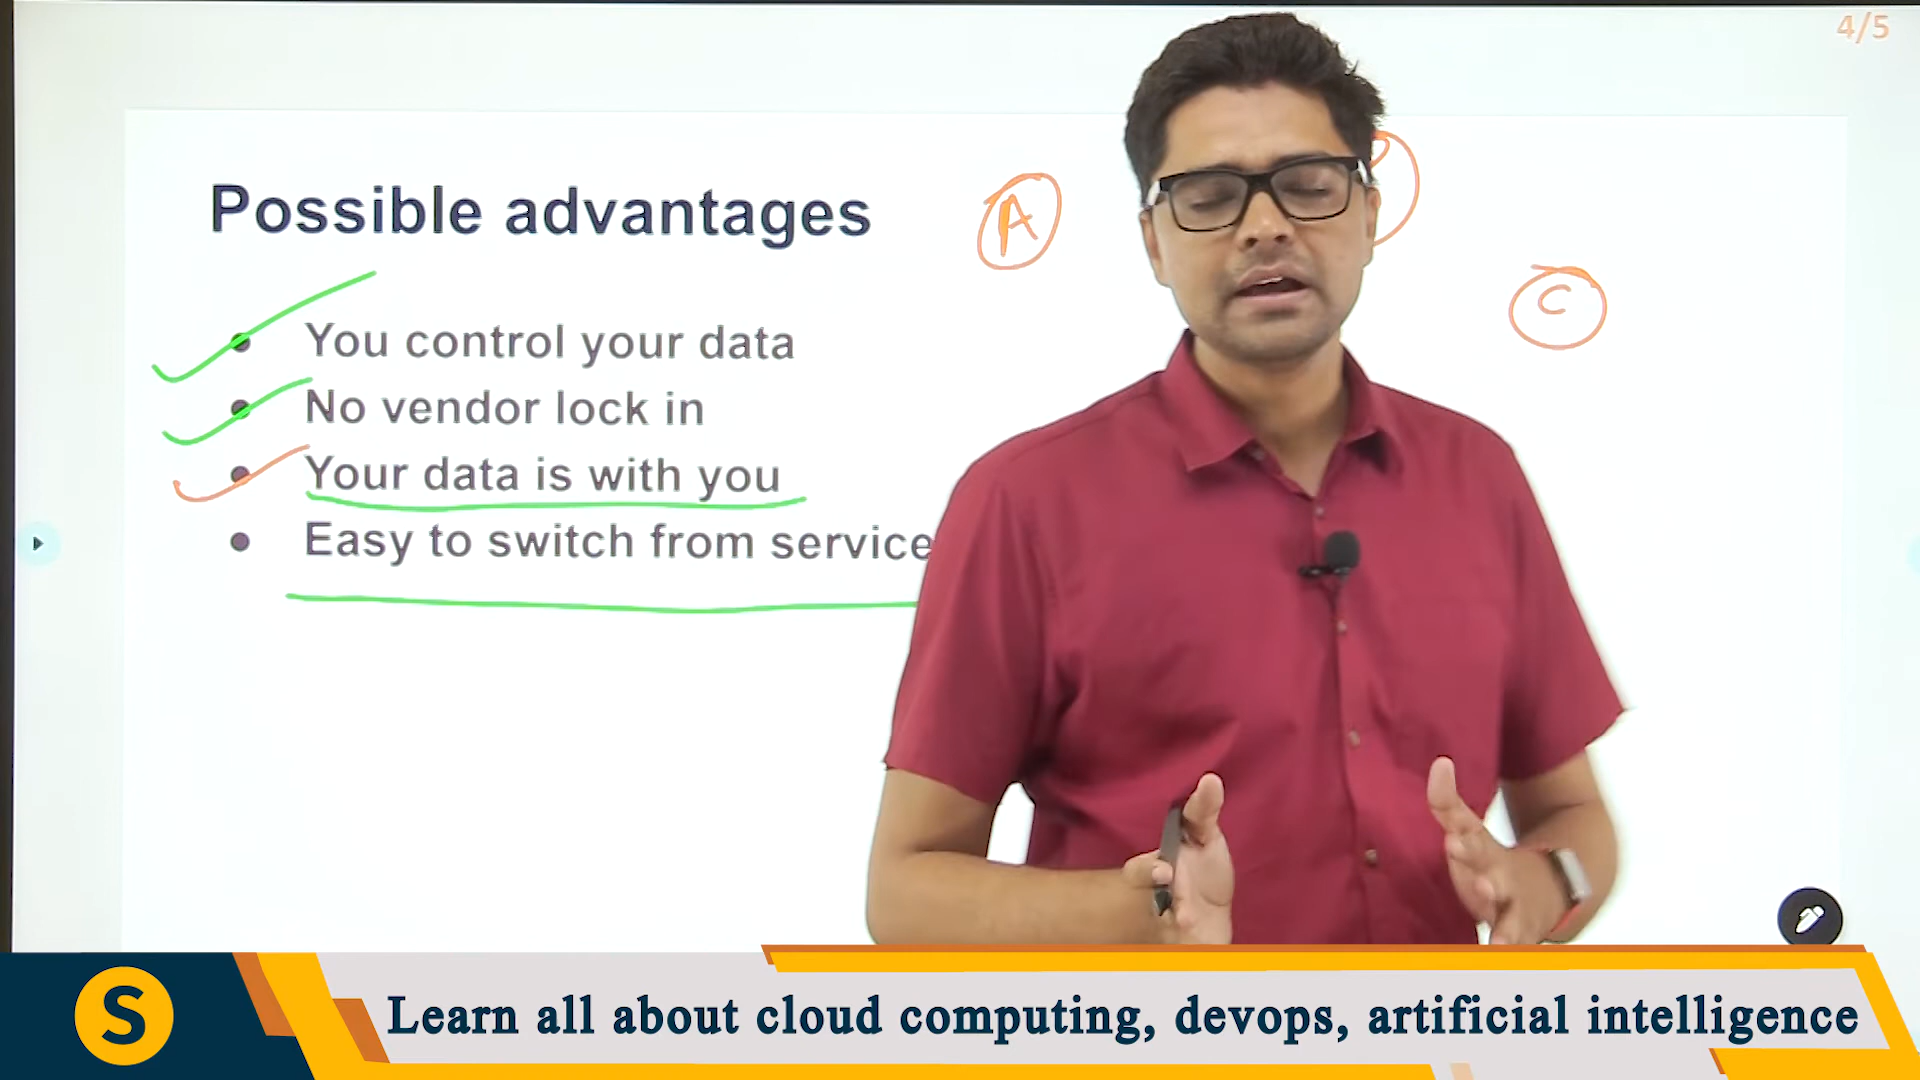 4/5
Possible advantages
A
C
You control your data
No vendor lock in
Your data is with you
Easy to switch from service
S
Learn all about cloud computing, devops, artificial intelligence